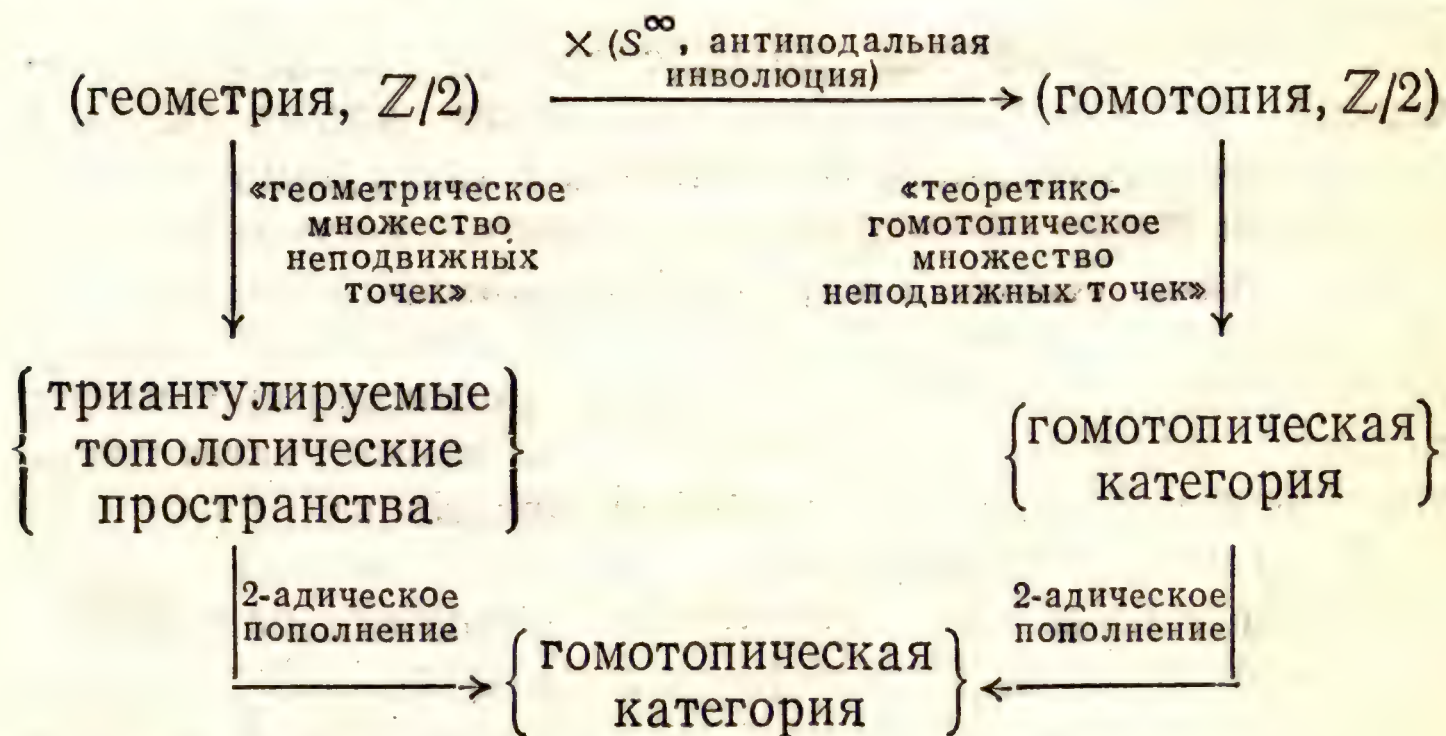 × (S^∞, антиподальная
инволюция)
(геометрия, ℤ/2) → (гомотопия, ℤ/2)
«геометрическое
множество
неподвижных
точек»
«теоретико-
гомотопическое
множество
неподвижных точек»
{ триангулируемые
топологические
пространства }
{ гомотопическая
категория }
2-адическое
пополнение
2-адическое
пополнение
{ гомотопическая
категория }